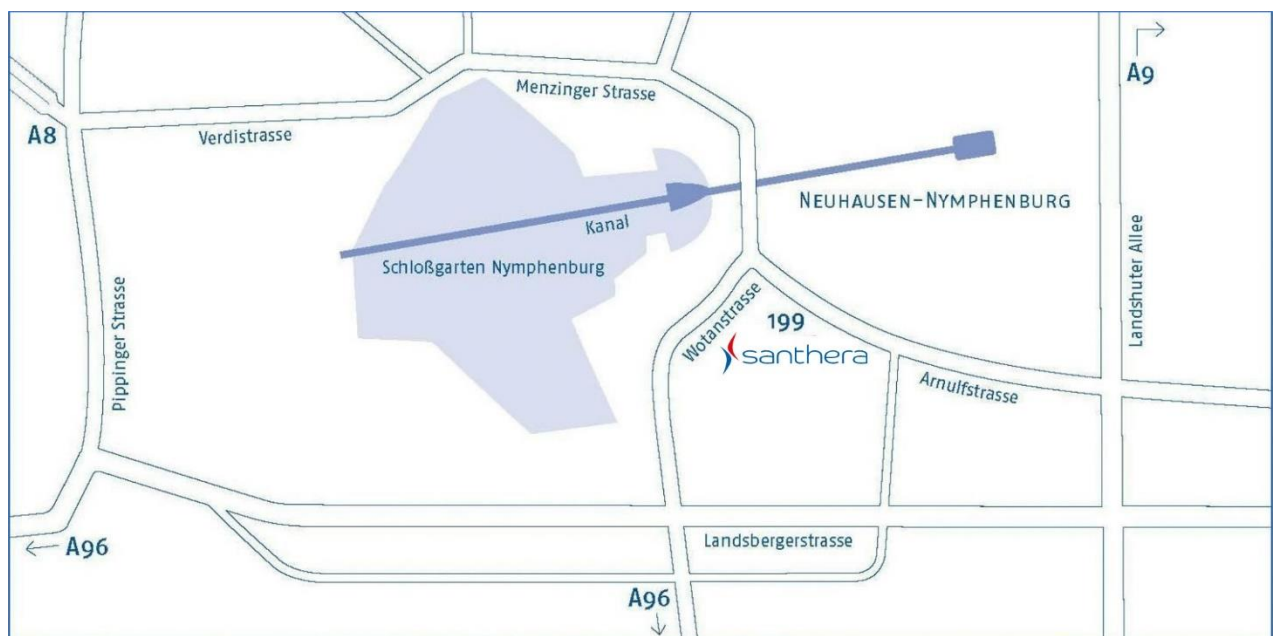 A9
Menzinger Strasse
A8
Verdistrasse
NEUHAUSEN-NYMPHENBURG
Kanal
Schloßgarten Nymphenburg
Landshuter Allee
Pippinger Strasse
Wotanstrasse
199
santhera
Arnulfstrasse
Landsbergerstrasse
A96
A96